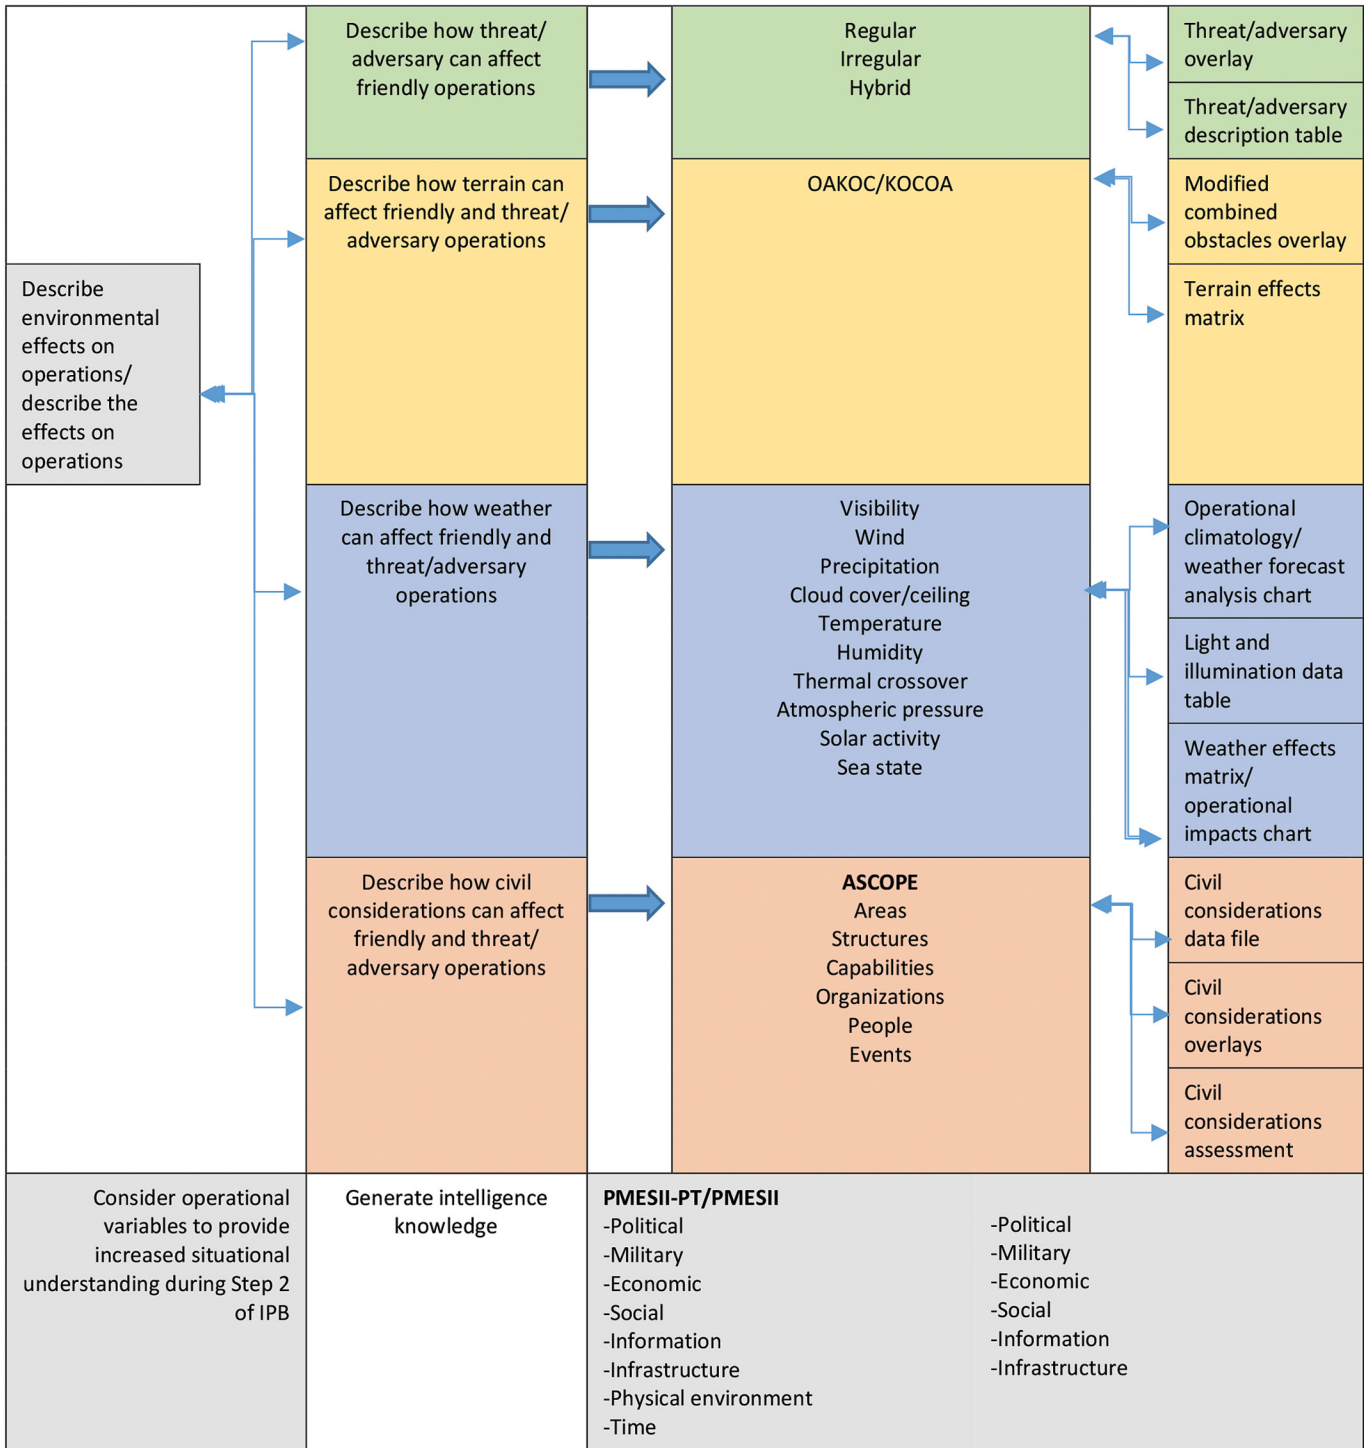 Describe
environmental
effects on
operations/
describe the
effects on
operations
Describe how threat/
adversary can affect
friendly operations
Regular
Irregular
Hybrid
Threat/adversary
overlay
Threat/adversary
description table
Describe how terrain can
affect friendly and threat/
adversary operations
OAKOC/KOCOA
Modified
combined
obstacles overlay
Terrain effects
matrix
Describe how weather
can affect friendly and
threat/adversary
operations
Visibility
Wind
Precipitation
Cloud cover/ceiling
Temperature
Humidity
Thermal crossover
Atmospheric pressure
Solar activity
Sea state
Operational
climatology/
weather forecast
analysis chart
Light and
illumination data
table
Weather effects
matrix/
operational
impacts chart
Describe how civil
considerations can affect
friendly and threat/
adversary operations
ASCOPE
Areas
Structures
Capabilities
Organizations
People
Events
Civil
considerations
data file
Civil
considerations
overlays
Civil
considerations
assessment
Consider operational
variables to provide
increased situational
understanding during Step 2
of IPB
Generate intelligence
knowledge
PMESII-PT/PMESII
-Political
-Military
-Economic
-Social
-Information
-Infrastructure
-Physical environment
-Time
-Political
-Military
-Economic
-Social
-Information
-Infrastructure